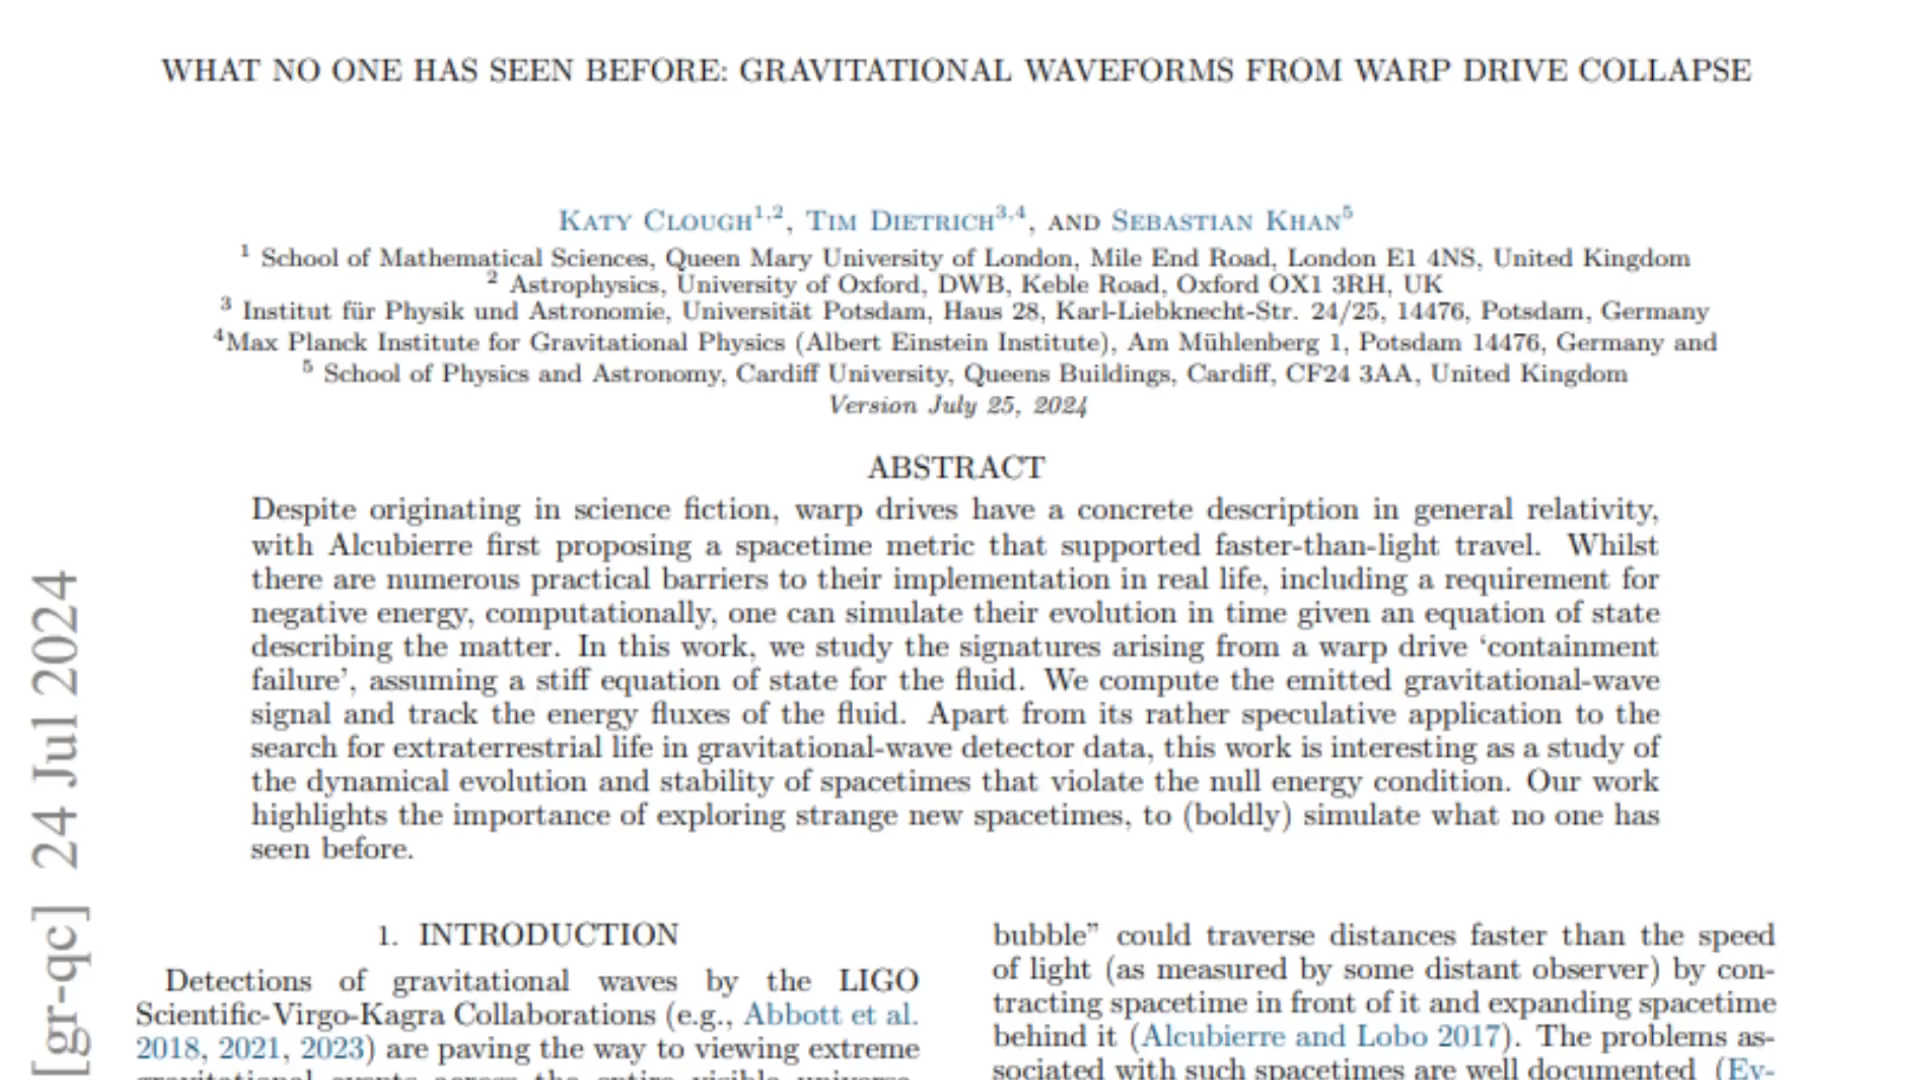 WHAT NO ONE HAS SEEN BEFORE: GRAVITATIONAL WAVEFORMS FROM WARP DRIVE COLLAPSE
KATY CLOUGH1,2, TIM DIETRICH3,4, AND SEBASTIAN KHAN5
1 School of Mathematical Sciences, Queen Mary University of London, Mile End Road, London E1 4NS, United Kingdom
2 Astrophysics, University of Oxford, DWB, Keble Road, Oxford OX1 3RH, UK
3 Institut für Physik und Astronomie, Universität Potsdam, Haus 28, Karl-Liebknecht-Str. 24/25, 14476, Potsdam, Germany
4Max Planck Institute for Gravitational Physics (Albert Einstein Institute), Am Mühlenberg 1, Potsdam 14476, Germany and
5 School of Physics and Astronomy, Cardiff University, Queens Buildings, Cardiff, CF24 3AA, United Kingdom
Version July 25, 2024
ABSTRACT
Despite originating in science fiction, warp drives have a concrete description in general relativity,
with Alcubierre first proposing a spacetime metric that supported faster-than-light travel. Whilst
there are numerous practical barriers to their implementation in real life, including a requirement for
negative energy, computationally, one can simulate their evolution in time given an equation of state
describing the matter. In this work, we study the signatures arising from a warp drive ‘containment
failure’, assuming a stiff equation of state for the fluid. We compute the emitted gravitational-wave
signal and track the energy fluxes of the fluid. Apart from its rather speculative application to the
search for extraterrestrial life in gravitational-wave detector data, this work is interesting as a study of
the dynamical evolution and stability of spacetimes that violate the null energy condition. Our work
highlights the importance of exploring strange new spacetimes, to (boldly) simulate what no one has
seen before.
1. INTRODUCTION
Detections of gravitational waves by the LIGO
Scientific-Virgo-Kagra Collaborations (e.g., Abbott et al.
2018, 2021, 2023) are paving the way to viewing extreme
gravitational events across the entire visible universe.
bubble” could traverse distances faster than the speed
of light (as measured by some distant observer) by con-
tracting spacetime in front of it and expanding spacetime
behind it (Alcubierre and Lobo 2017). The problems as-
sociated with such spacetimes are well documented (Ev-
[gr-qc] 24 Jul 2024